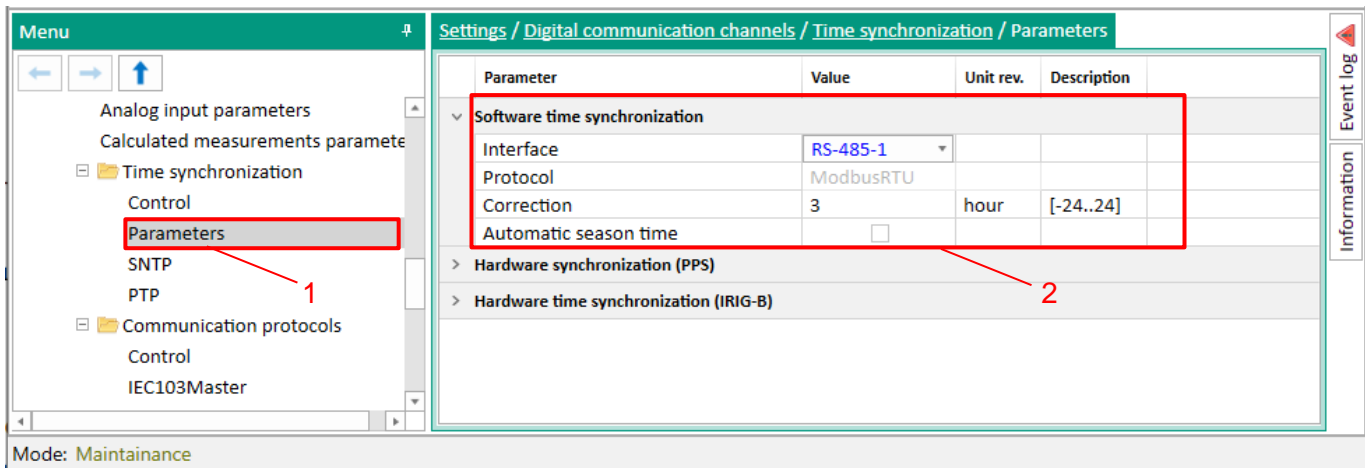 Menu
Analog input parameters
Calculated measurements paramete
Time synchronization
Control
Parameters
SNTP
PTP
Communication protocols
Control
IEC103Master
1
Settings / Digital communication channels / Time synchronization / Parameters
Parameter Value Unit rev. Description
Software time synchronization
Interface RS-485-1
Protocol ModbusRTU
Correction 3 hour [-24..24]
Automatic season time
Hardware synchronization (PPS)
Hardware time synchronization (IRIG-B)
2
Event log
Information
Mode: Maintainance